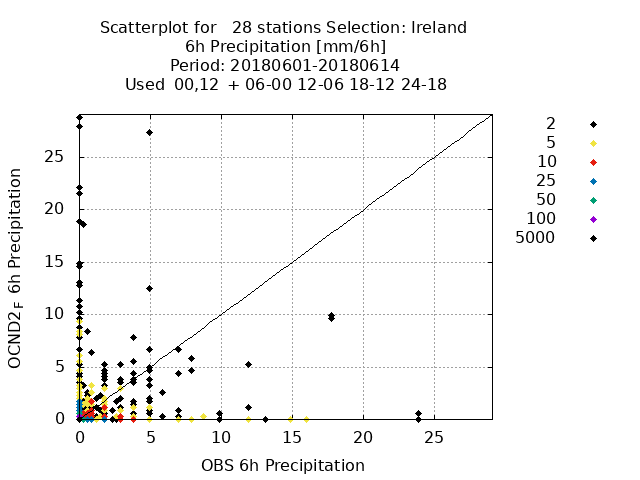 Scatterplot for 28 stations Selection: Ireland
6h Precipitation [mm/6h]
Period: 20180601-20180614
Used 00,12 + 06-00 12-06 18-12 24-18
2
5
10
25
50
100
5000
OCND2F 6h Precipitation
25
20
15
10
5
0
0 5 10 15 20 25
OBS 6h Precipitation